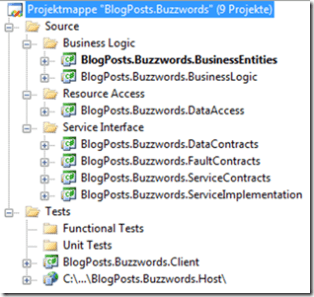 Projektmappe "BlogPosts.Buzzwords" (9 Projekte)
Source
Business Logic
BlogPosts.Buzzwords.BusinessEntities
BlogPosts.Buzzwords.BusinessLogic
Resource Access
BlogPosts.Buzzwords.DataAccess
Service Interface
BlogPosts.Buzzwords.DataContracts
BlogPosts.Buzzwords.FaultContracts
BlogPosts.Buzzwords.ServiceContracts
BlogPosts.Buzzwords.ServiceImplementation
Tests
Functional Tests
Unit Tests
BlogPosts.Buzzwords.Client
C:\...\BlogPosts.Buzzwords.Host\